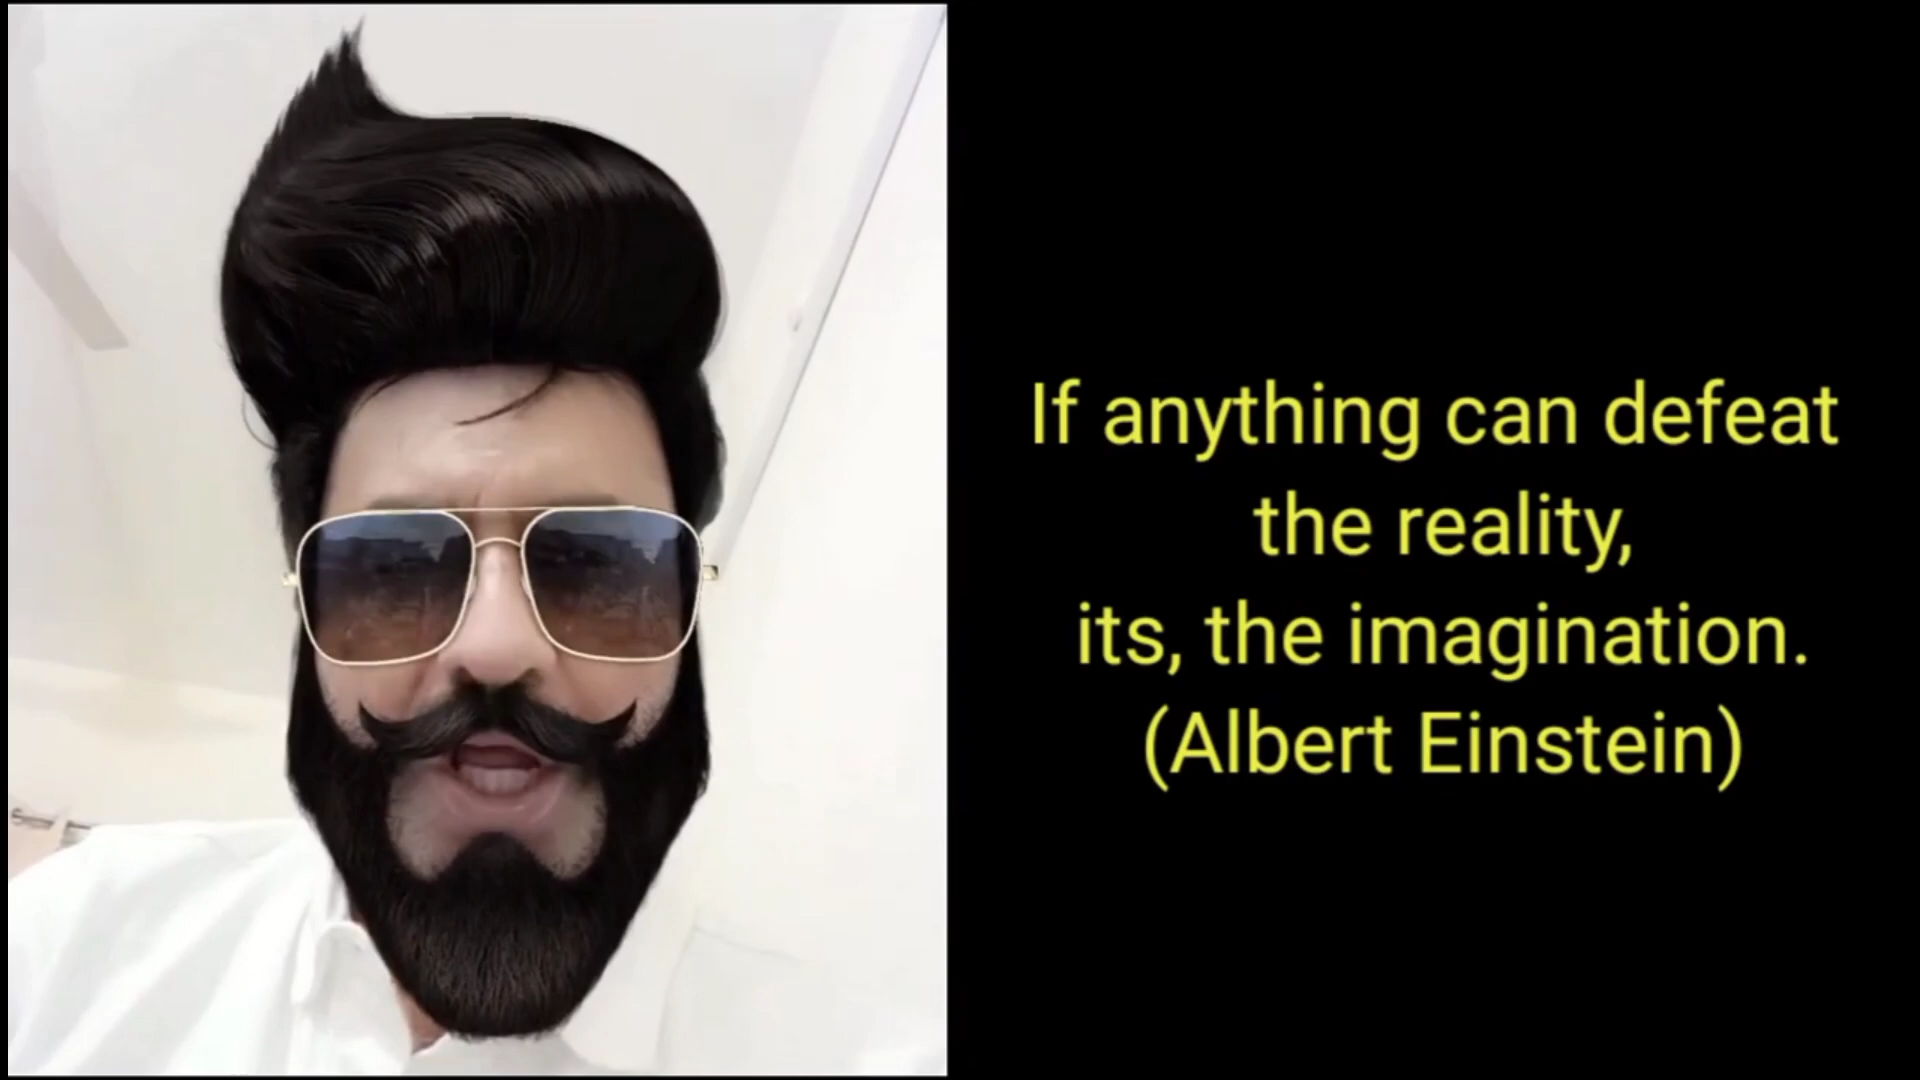 If anything can defeat
the reality,
its, the imagination.
(Albert Einstein)